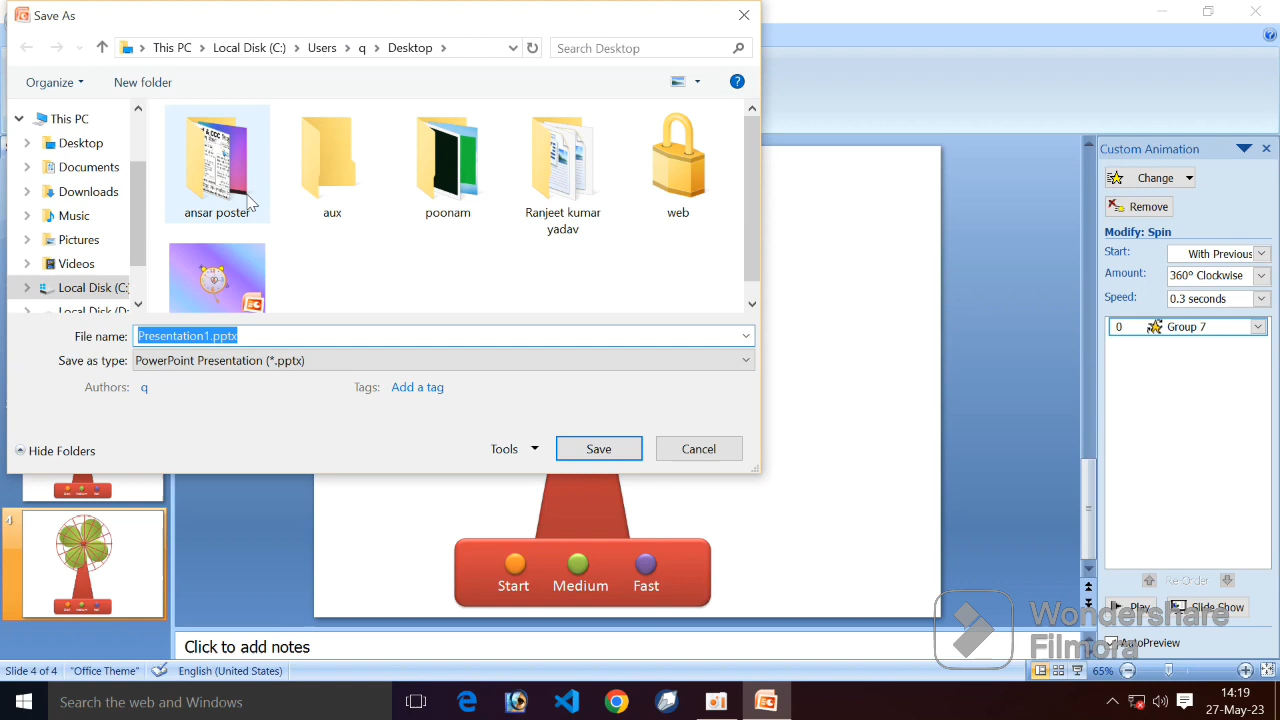 Save As
This PC
Local Disk (C:)
Users
q
Desktop
Search Desktop
Organize
New folder
This PC
Desktop
Documents
Downloads
Music
Pictures
Videos
Local Disk (C:
Local Disk (D:
ansar poster
aux
poonam
Ranjeet kumar
yadav
web
File name: Presentation1.pptx
Save as type: PowerPoint Presentation (*.pptx)
Authors: q
Tags: Add a tag
Hide Folders
Tools
Save
Cancel
Custom Animation
Change
Remove
Modify: Spin
Start: With Previous
Amount: 360° Clockwise
Speed: 0.3 seconds
0 Group 7
Re-Order
Play
Slide Show
AutoPreview
4
Start Medium Fast
Click to add notes
Wondershare
Filmora
Slide 4 of 4
"Office Theme"
English (United States)
65%
Search the web and Windows
14:19
27-May-23